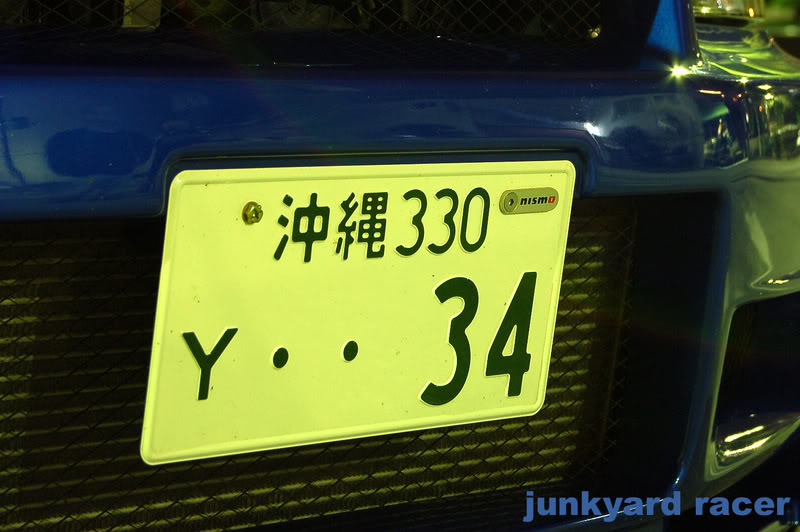 沖縄330 nismo
Y ・・34
junkyard racer